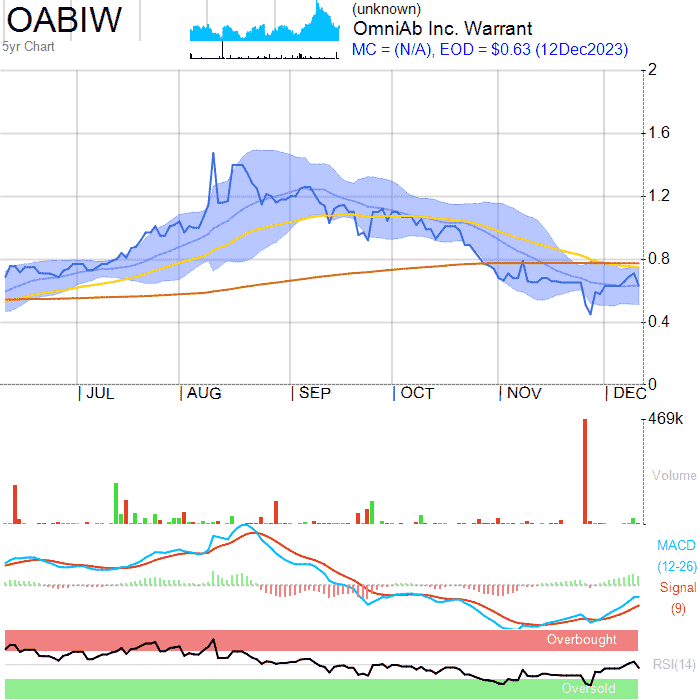 OABIW
5yr Chart
(unknown)
OmniAb Inc. Warrant
MC = (N/A), EOD = $0.63 (12Dec2023)
2
1.6
1.2
0.8
0.4
0
JUL AUG SEP OCT NOV DEC
469k
Volume
MACD
(12-26)
Signal
(9)
Overbought
RSI(14)
Oversold